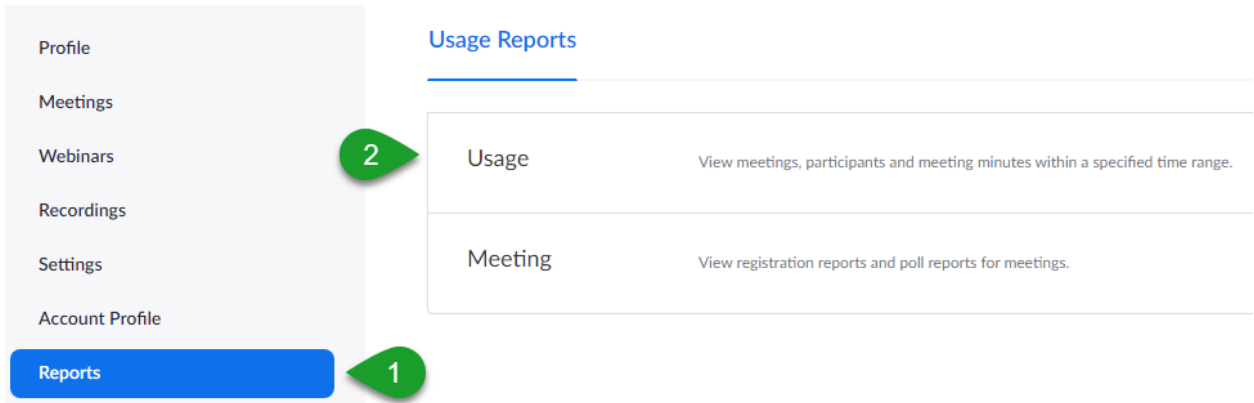 Profile
Meetings
Webinars
Recordings
Settings
Account Profile
Reports
1
Usage Reports
2
Usage
View meetings, participants and meeting minutes within a specified time range.
Meeting
View registration reports and poll reports for meetings.